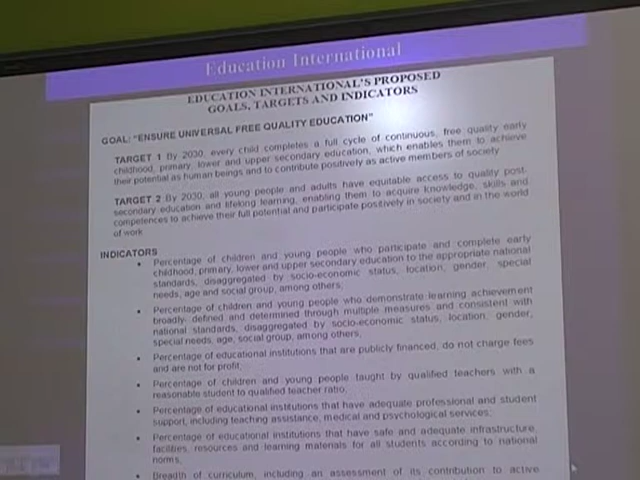 Education International
EDUCATION INTERNATIONAL'S PROPOSED
GOALS, TARGETS AND INDICATORS
GOAL: "ENSURE UNIVERSAL FREE QUALITY EDUCATION"
TARGET 1 By 2030, every child completes a full cycle of continuous, free quality early
childhood, primary, lower and upper secondary education, which enables them to achieve
their potential as human beings and to contribute positively as active members of society
TARGET 2 By 2030, all young people and adults have equitable access to quality post-
secondary education and lifelong learning, enabling them to acquire knowledge, skills and
competences to achieve their full potential and participate positively in society and in the world
of work
INDICATORS
• Percentage of children and young people who participate and complete early
childhood, primary, lower and upper secondary education to the appropriate national
standards, disaggregated by socio-economic status, location, gender, special
needs, age and social group, among others;
• Percentage of children and young people who demonstrate learning achievement
broadly- defined and determined through multiple measures and consistent with
national standards, disaggregated by socio-economic status, location, gender,
special needs, age, social group, among others;
• Percentage of educational institutions that are publicly financed, do not charge fees
and are not for profit;
• Percentage of children and young people taught by qualified teachers with a
reasonable student to qualified teacher ratio;
• Percentage of educational institutions that have adequate professional and student
support, including teaching assistance, medical and psychological services;
• Percentage of educational institutions that have safe and adequate infrastructure,
facilities, resources and learning materials for all students according to national
norms;
• Breadth of curriculum, including an assessment of its contribution to active